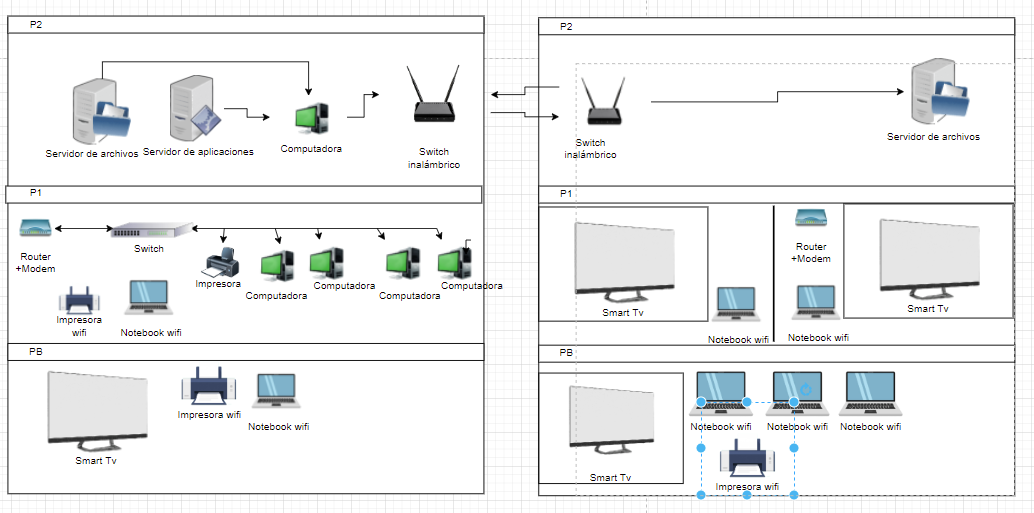 P2
Servidor de archivos
Servidor de aplicaciones
Computadora
Switch
inalámbrico
P1
Router
+Modem
Switch
Impresora
Computadora
Computadora
Computadora
Computadora
Impresora
wifi
Notebook wifi
PB
Smart Tv
Impresora wifi
Notebook wifi
P2
Switch
inalámbrico
Servidor de archivos
P1
Smart Tv
Notebook wifi
Router
+Modem
Notebook wifi
Smart Tv
PB
Smart Tv
Notebook wifi
Notebook wifi
Notebook wifi
Impresora wifi